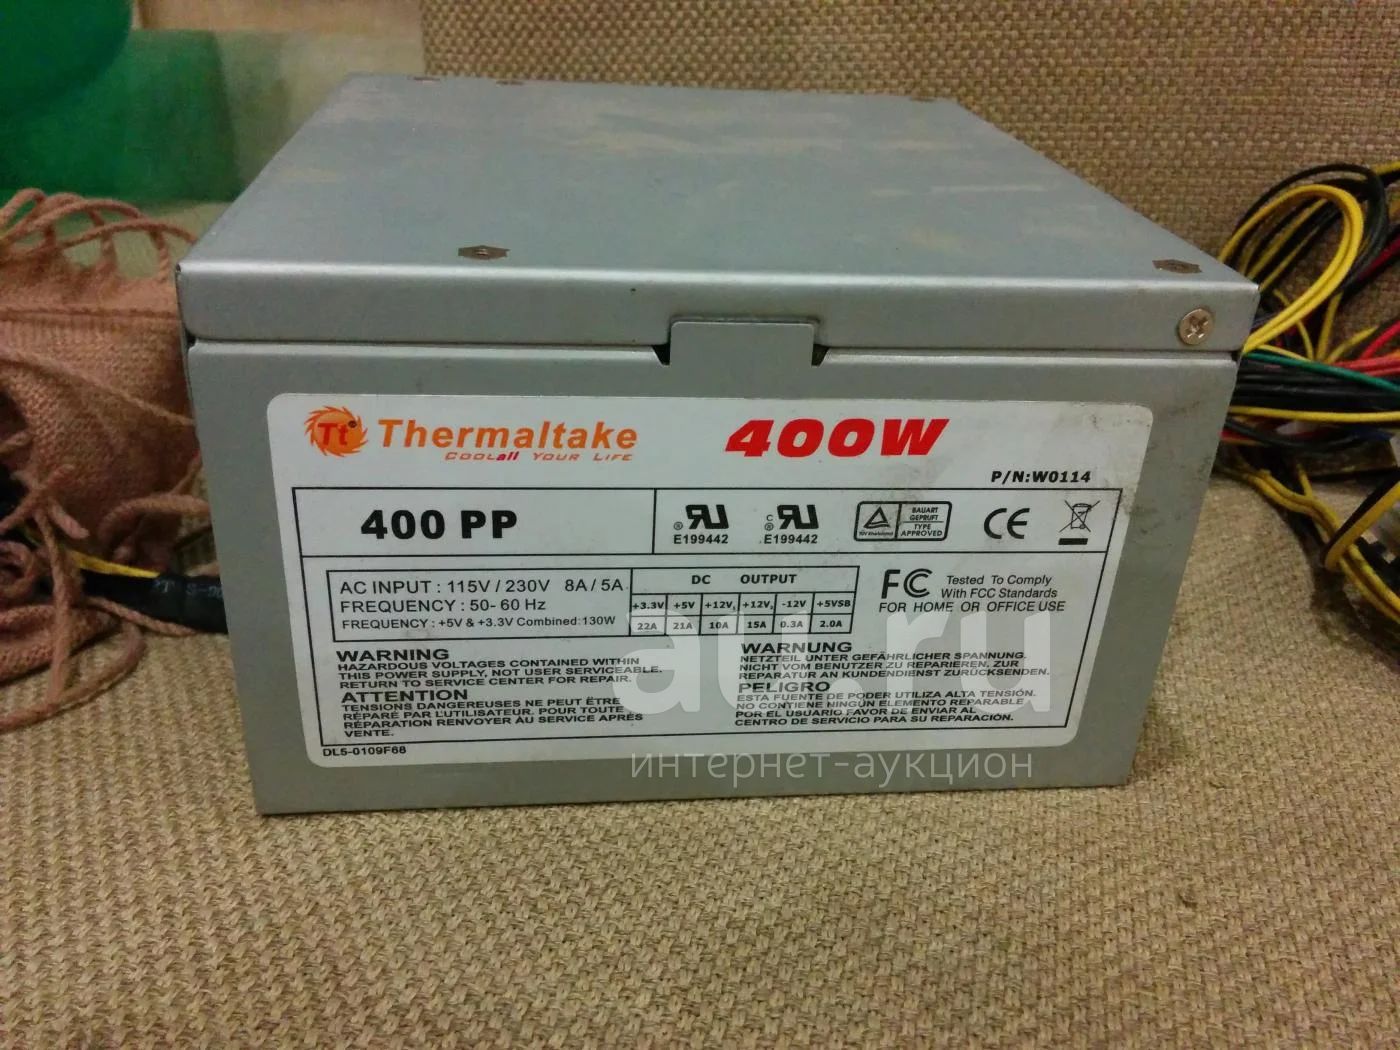 Tt® Thermaltake
COOLall YOUR LIFE
400W
P/N:W0114
400 PP
E199442
E199442
BAUART
GEPRUFT
TYPE
APPROVED
CE
AC INPUT : 115V / 230V 8A / 5A
FREQUENCY : 50- 60 Hz
FREQUENCY : +5V & +3.3V Combined:130W
DC OUTPUT
+3.3V +5V +12V₁ +12V₂ -12V +5VSB
22A 21A 10A 15A 0.3A 2.0A
FC Tested To Comply
With FCC Standards
FOR HOME OR OFFICE USE
WARNING
HAZARDOUS VOLTAGES CONTAINED WITHIN
THIS POWER SUPPLY, NOT USER SERVICEABLE.
RETURN TO SERVICE CENTER FOR REPAIR.
ATTENTION
TENSIONS DANGEREUSES NE PEUT ËTRE
RÉPARÉ PAR L'UTILISATEUR. POUR TOUTE
RÉPARATION RENVOYER AU SERVICE APRÉS
VENTE.
WARNUNG
NETZTEIL UNTER GEFÄHRLICHER SPANNUNG.
NICHT VOM BENUTZER ZU REPARIEREN. ZUR
REPARATUR AN KUNDENDIENST ZURÜCKSENDEN.
PELIGRO
ESTA FUENTE DE PODER UTILIZA ALTA TENSIÓN.
NO CONTIENE NINGÚN ELEMENTO REPARABLE
POR EL USUARIO FAVOR DE ENVIAR AL
CENTRO DE SERVICIO PARA SU REPARACIÓN.
DL5-0109F68
au.ru
интернет-аукцион